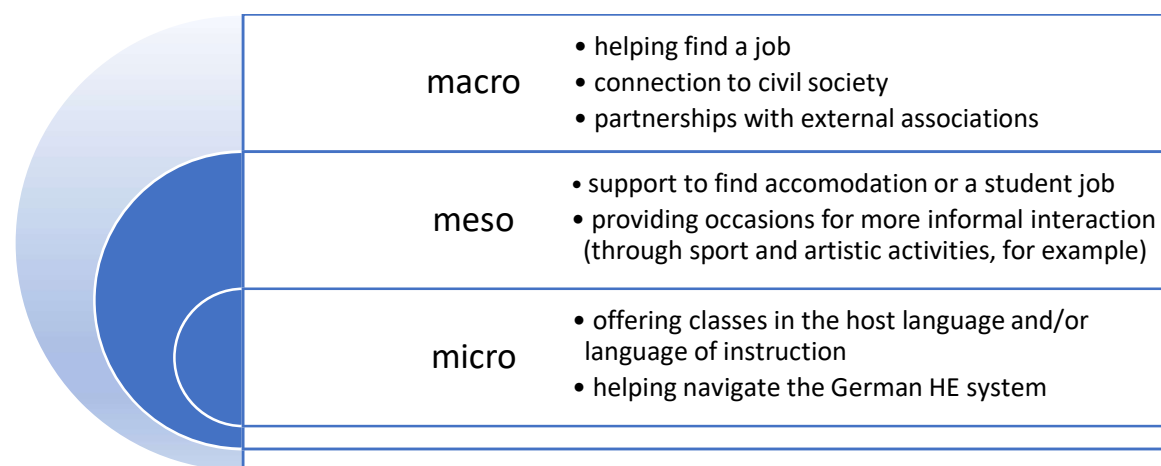 macro
• helping find a job
• connection to civil society
• partnerships with external associations
meso
• support to find accomodation or a student job
• providing occasions for more informal interaction
(through sport and artistic activities, for example)
micro
• offering classes in the host language and/or
language of instruction
• helping navigate the German HE system